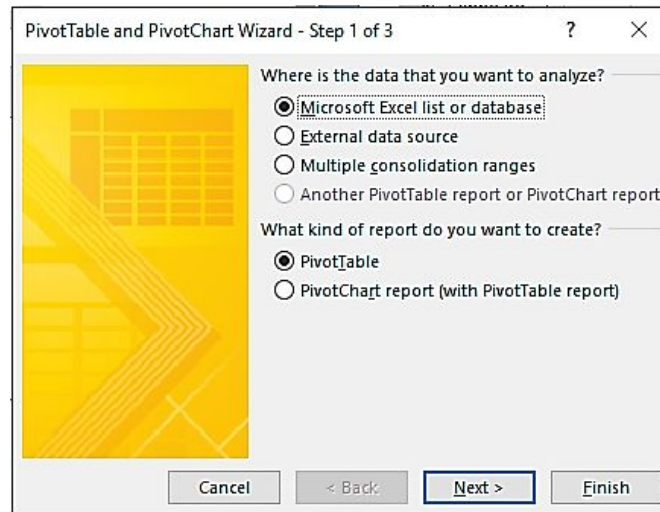 PivotTable and PivotChart Wizard - Step 1 of 3 ?
Where is the data that you want to analyze?
Microsoft Excel list or database
External data source
Multiple consolidation ranges
Another PivotTable report or PivotChart report
What kind of report do you want to create?
PivotTable
PivotChart report (with PivotTable report)
Cancel < Back Next > Finish